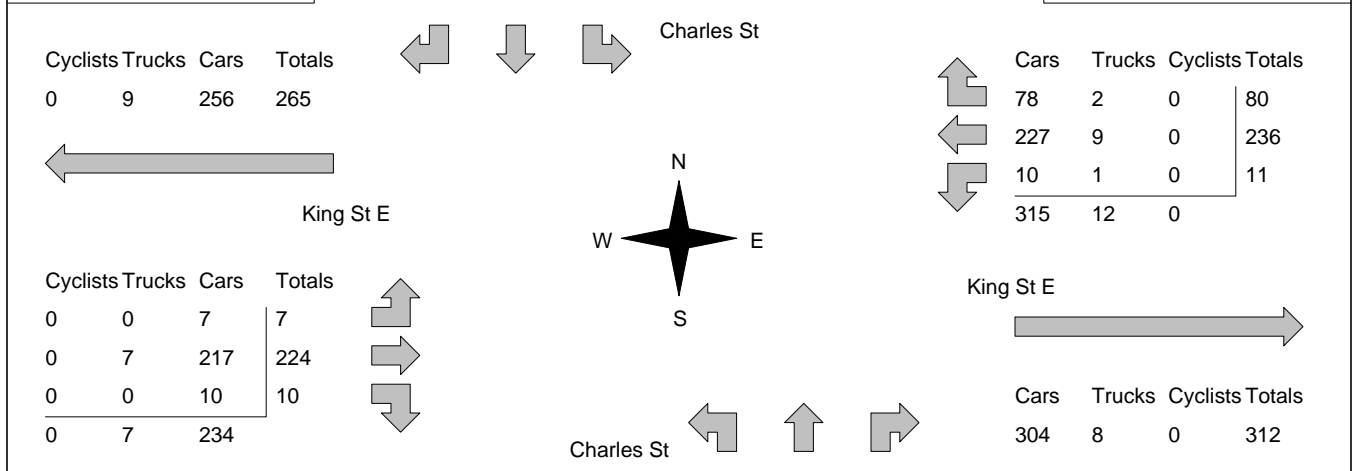 Charles St
Cyclists Trucks Cars Totals
0 9 256 265
King St E
Cars Trucks Cyclists Totals
78 2 0 80
227 9 0 236
10 1 0 11
315 12 0
N
W E
S
Cyclists Trucks Cars Totals
0 0 7 7
0 7 217 224
0 0 10 10
0 7 234
King St E
Cars Trucks Cyclists Totals
304 8 0 312
Charles St